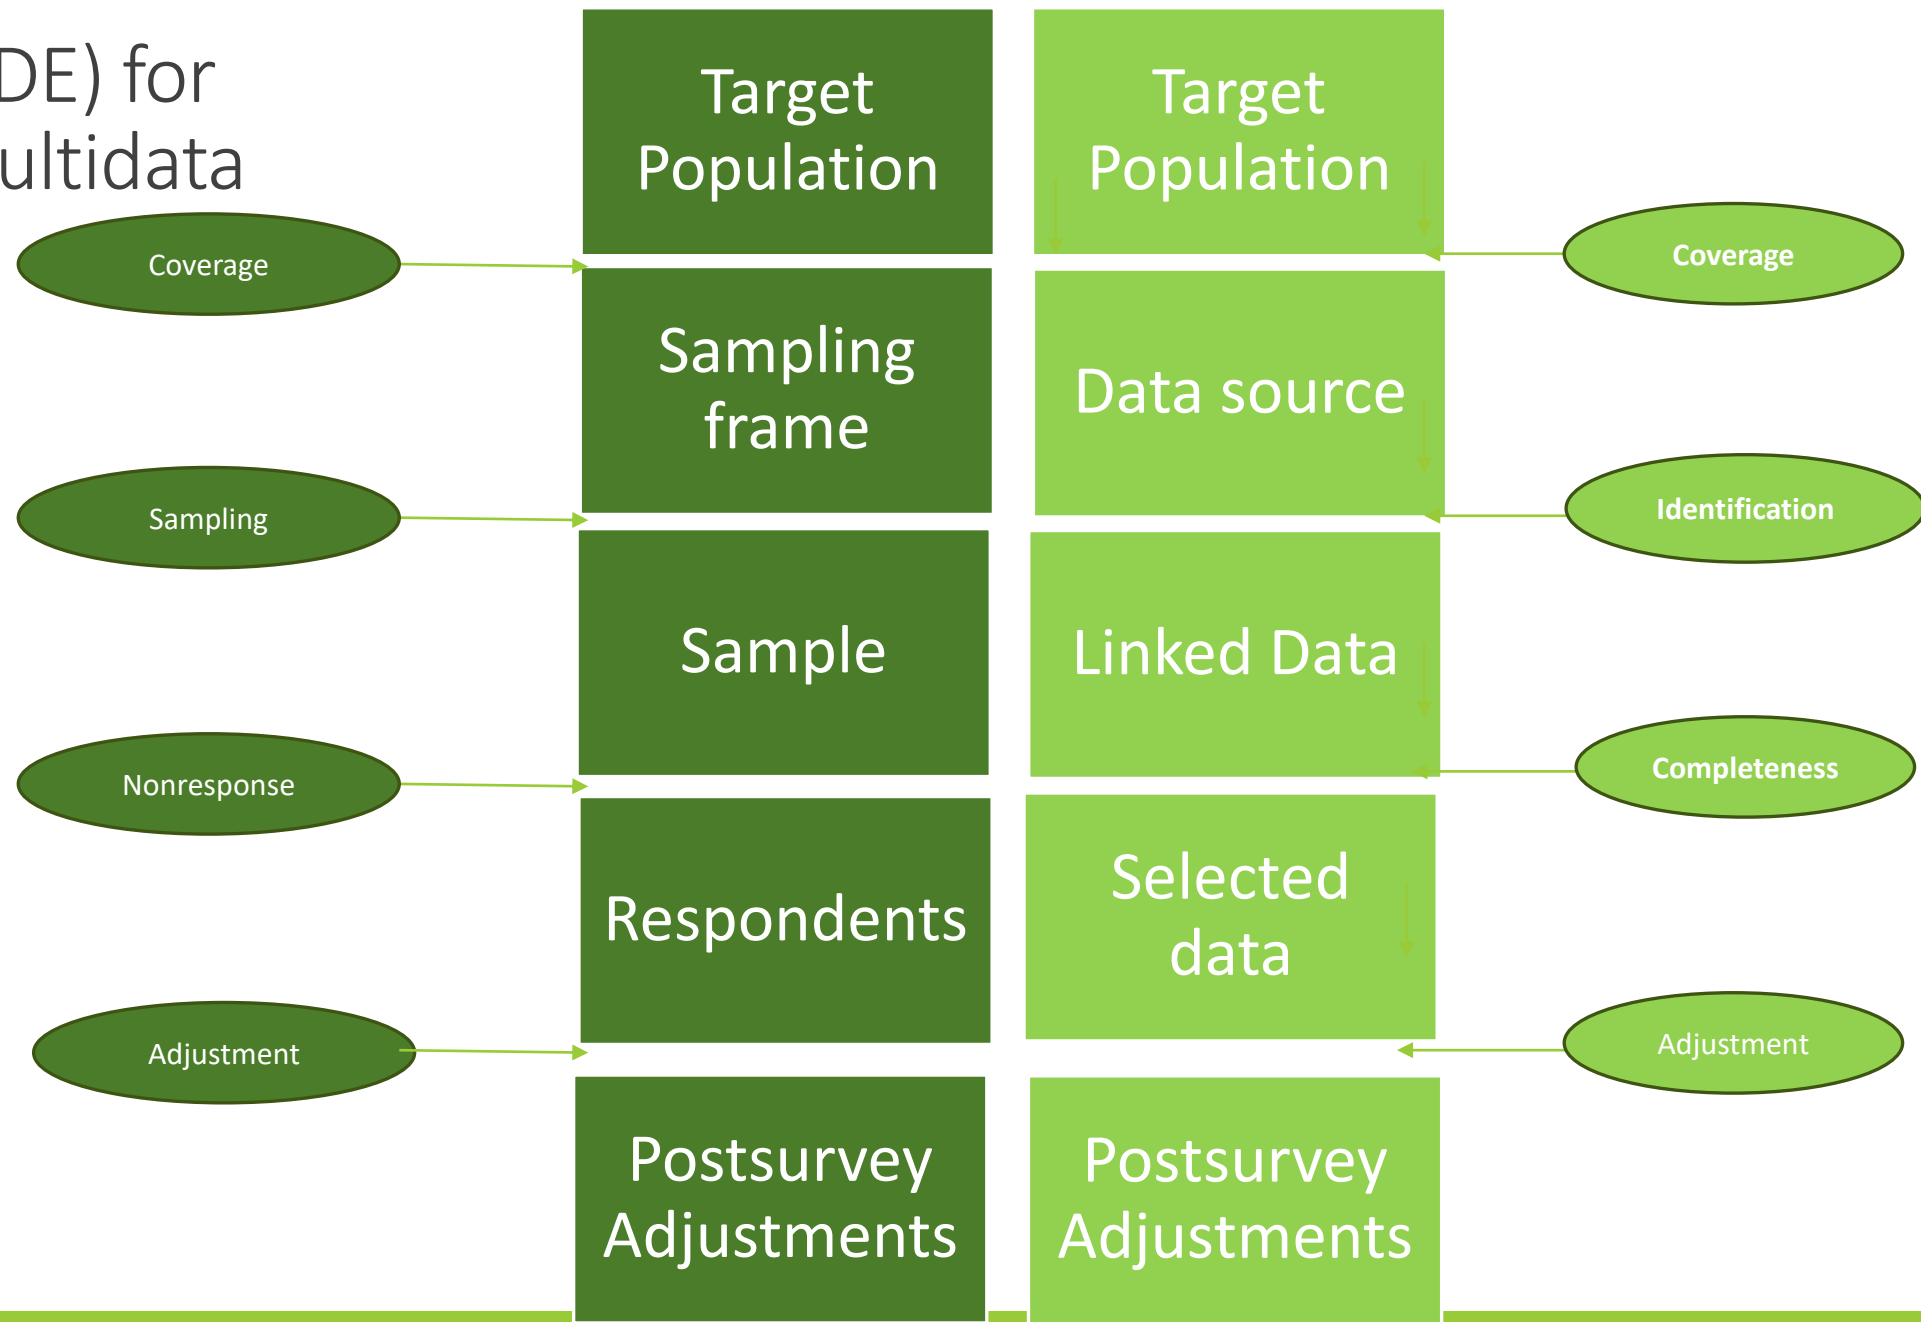 DE) for
ultidata
Target
Population
Target
Population
Coverage
Coverage
Sampling
frame
Data source
Sampling
Identification
Sample
Linked Data
Nonresponse
Completeness
Respondents
Selected
data
Adjustment
Adjustment
Postsurvey
Adjustments
Postsurvey
Adjustments